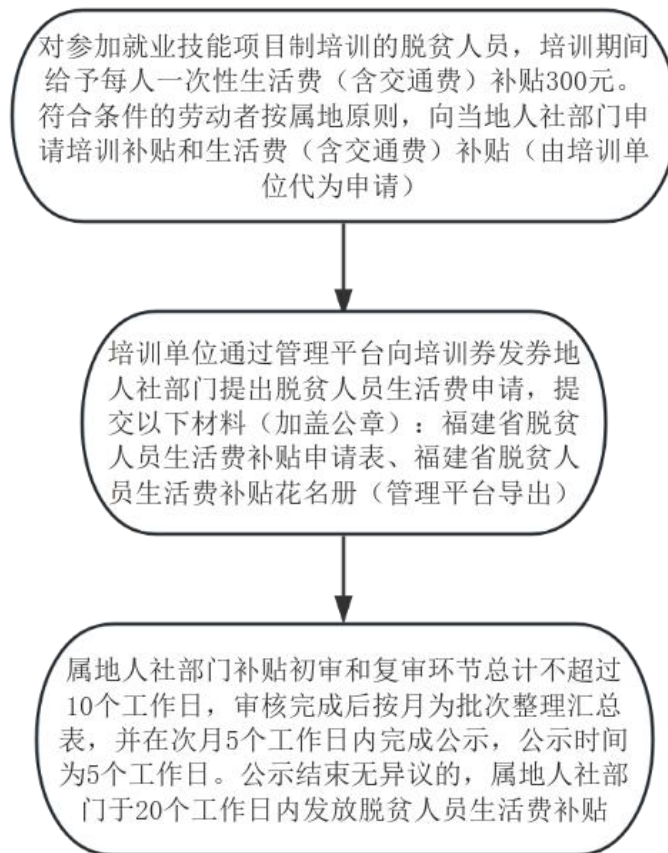 对参加就业技能项目制培训的脱贫人员，培训期间
给予每人一次性生活费（含交通费）补贴300元。
符合条件的劳动者按属地原则，向当地人社部门申
请培训补贴和生活费（含交通费）补贴（由培训单
位代为申请）
培训单位通过管理平台向培训券发券地
人社部门提出脱贫人员生活费申请，提
交以下材料（加盖公章）：福建省脱贫
人员生活费补贴申请表、福建省脱贫人
员生活费补贴花名册（管理平台导出）
属地人社部门补贴初审和复审环节总计不超过
10个工作日，审核完成后按月为批次整理汇总
表，并在次月5个工作日内完成公示，公示时间
为5个工作日。公示结束无异议的，属地人社部
门于20个工作日内发放脱贫人员生活费补贴